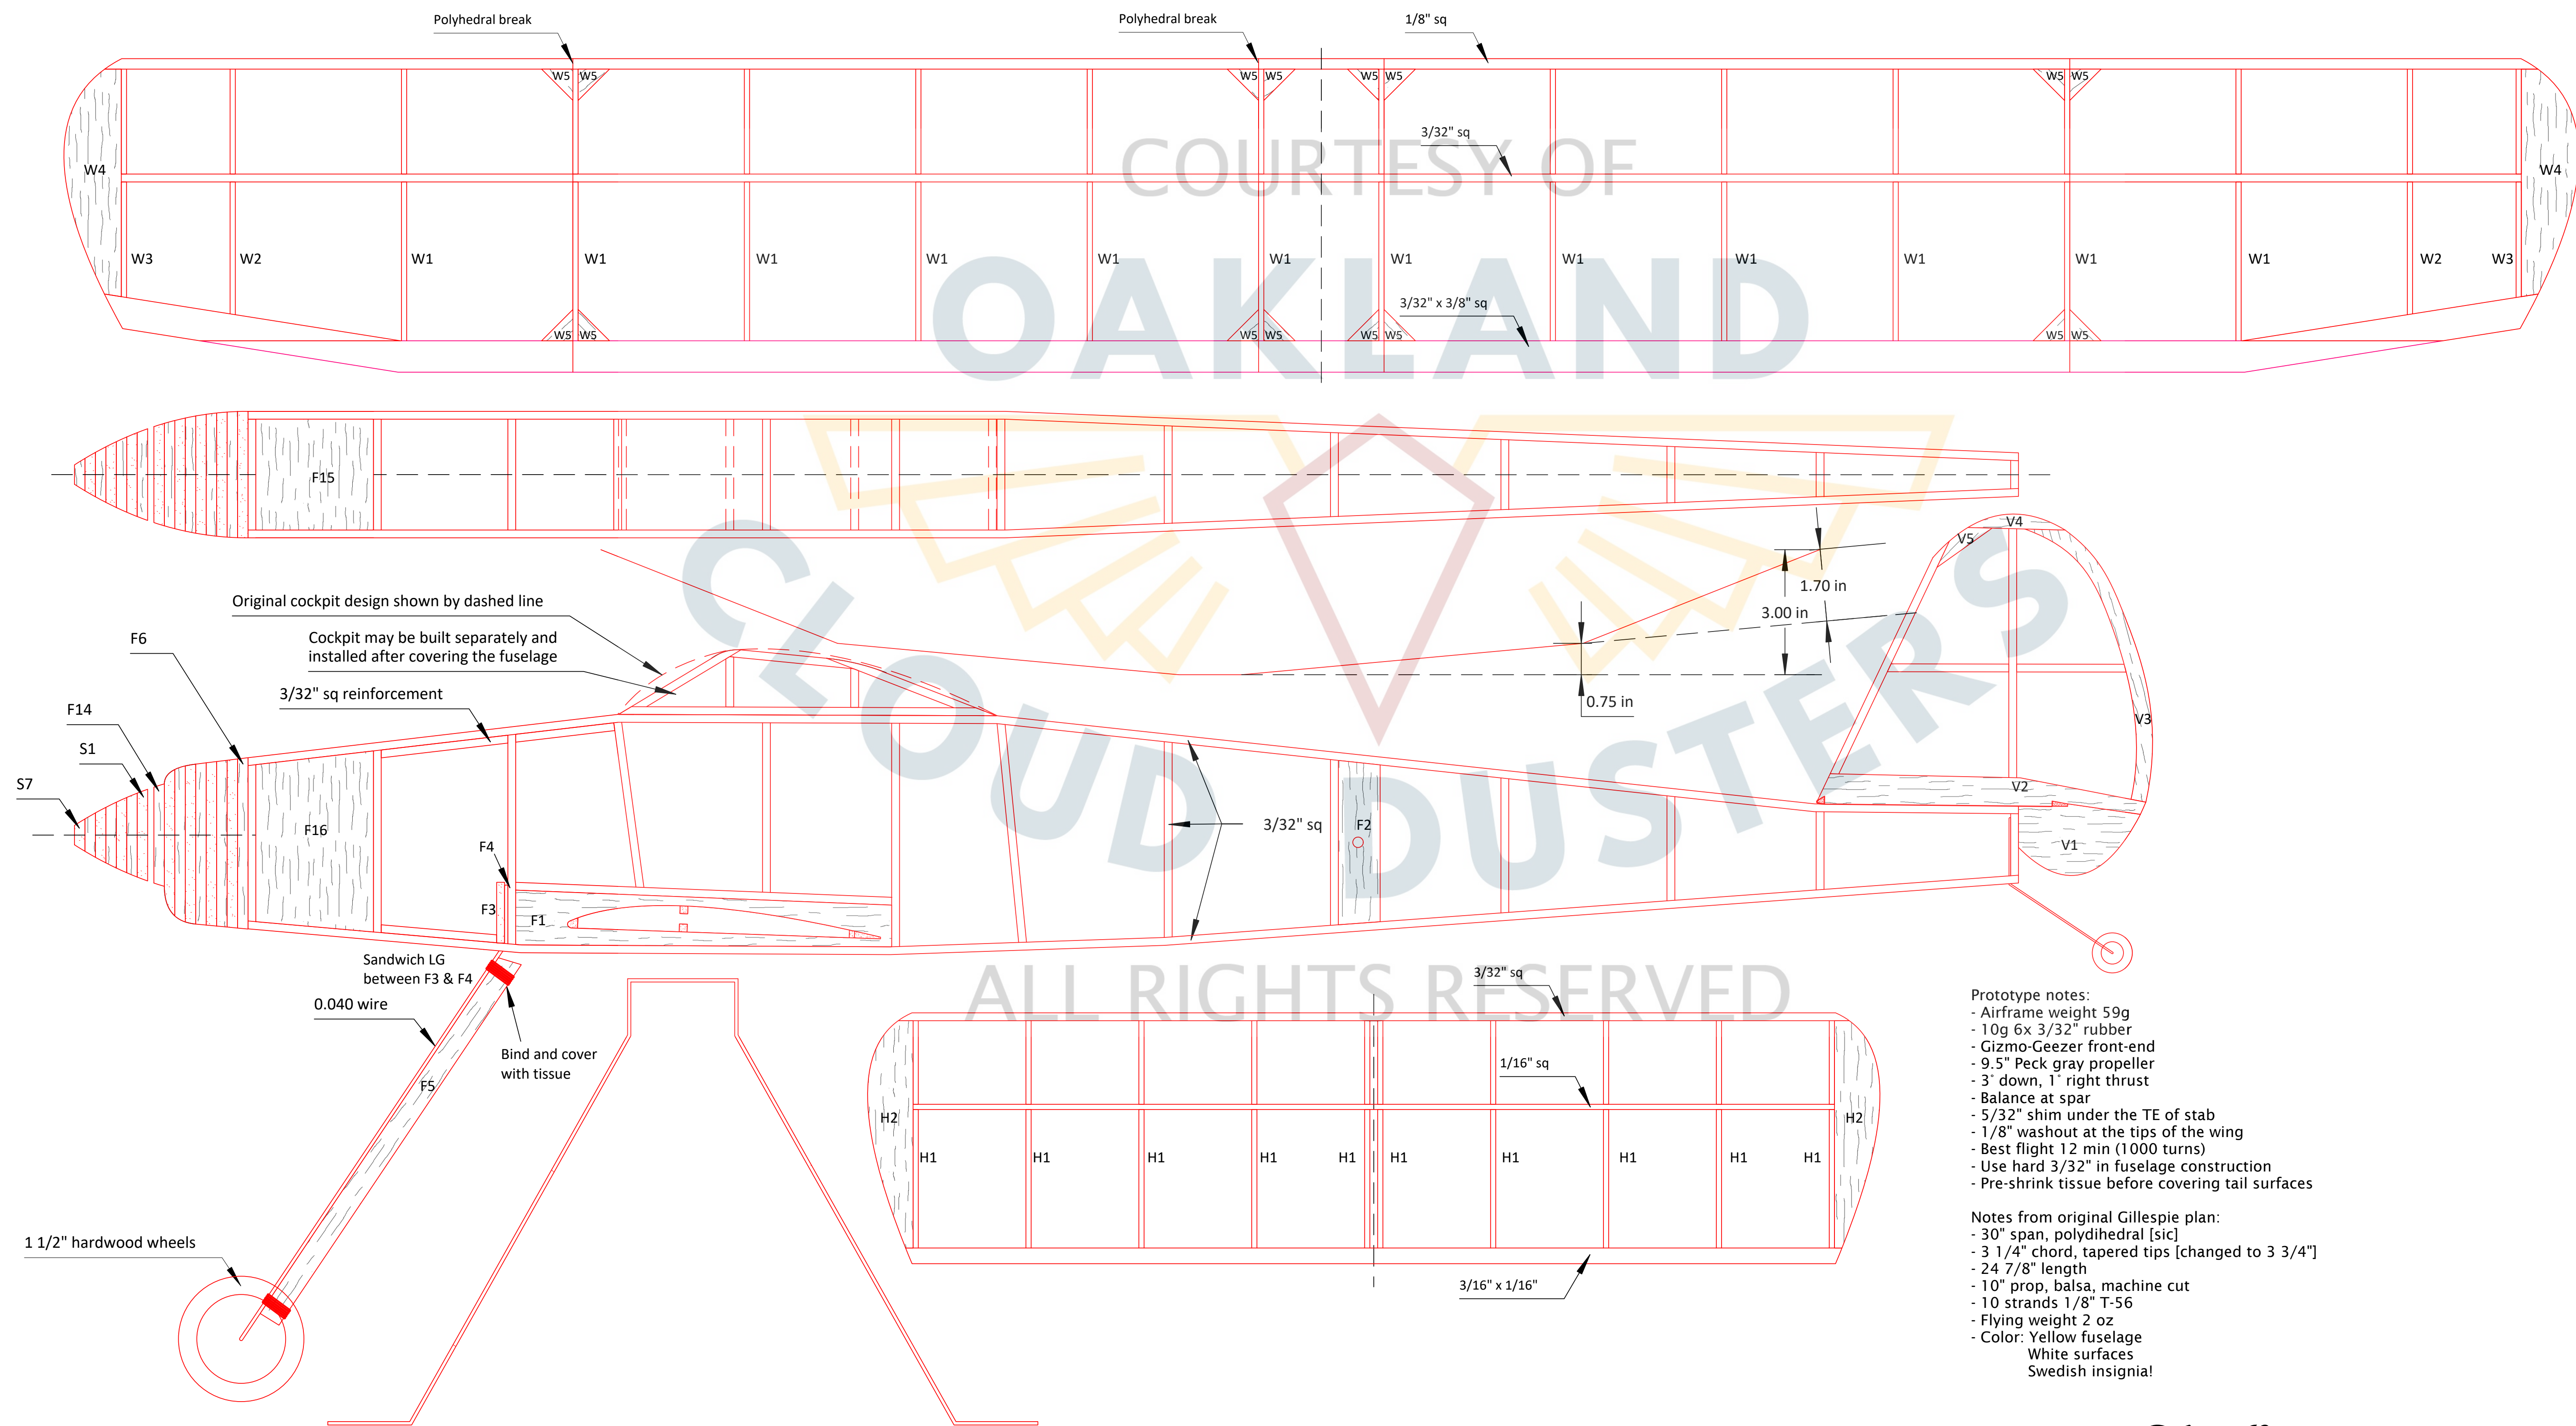 Polyhedral break
Polyhedral break
1/8" sq
W5 W5
W5 W5
W5 W5
W5 W5
3/32" sq
COURTESY OF
W4
W4
W3
W2
W1
W1
W1
W1
W1
W1
W1
W1
W1
W1
W1
W1
W2
W3
OAKLAND
3/32" x 3/8" sq
W5 W5
W5 W5
W5 W5
W5 W5
F15
CLOUD DUSTERS
V4
V5
1.70 in
3.00 in
0.75 in
Original cockpit design shown by dashed line
Cockpit may be built separately and
installed after covering the fuselage
F6
3/32" sq reinforcement
F14
S1
S7
F16
F4
F3
F1
3/32" sq
F2
V3
V2
V1
Sandwich LG
between F3 & F4
0.040 wire
Bind and cover
with tissue
F5
1 1/2" hardwood wheels
ALL RIGHTS RESERVED
3/32" sq
1/16" sq
H2
H2
H1
H1
H1
H1
H1
H1
H1
H1
H1
H1
3/16" x 1/16"
Prototype notes:
- Airframe weight 59g
- 10g 6x 3/32" rubber
- Gizmo-Geezer front-end
- 9.5" Peck gray propeller
- 3° down, 1° right thrust
- Balance at spar
- 5/32" shim under the TE of stab
- 1/8" washout at the tips of the wing
- Best flight 12 min (1000 turns)
- Use hard 3/32" in fuselage construction
- Pre-shrink tissue before covering tail surfaces
Notes from original Gillespie plan:
- 30" span, polydihedral [sic]
- 3 1/4" chord, tapered tips [changed to 3 3/4"]
- 24 7/8" length
- 10" prop, balsa, machine cut
- 10 strands 1/8" T-56
- Flying weight 2 oz
- Color: Yellow fuselage
White surfaces
Swedish insignia!